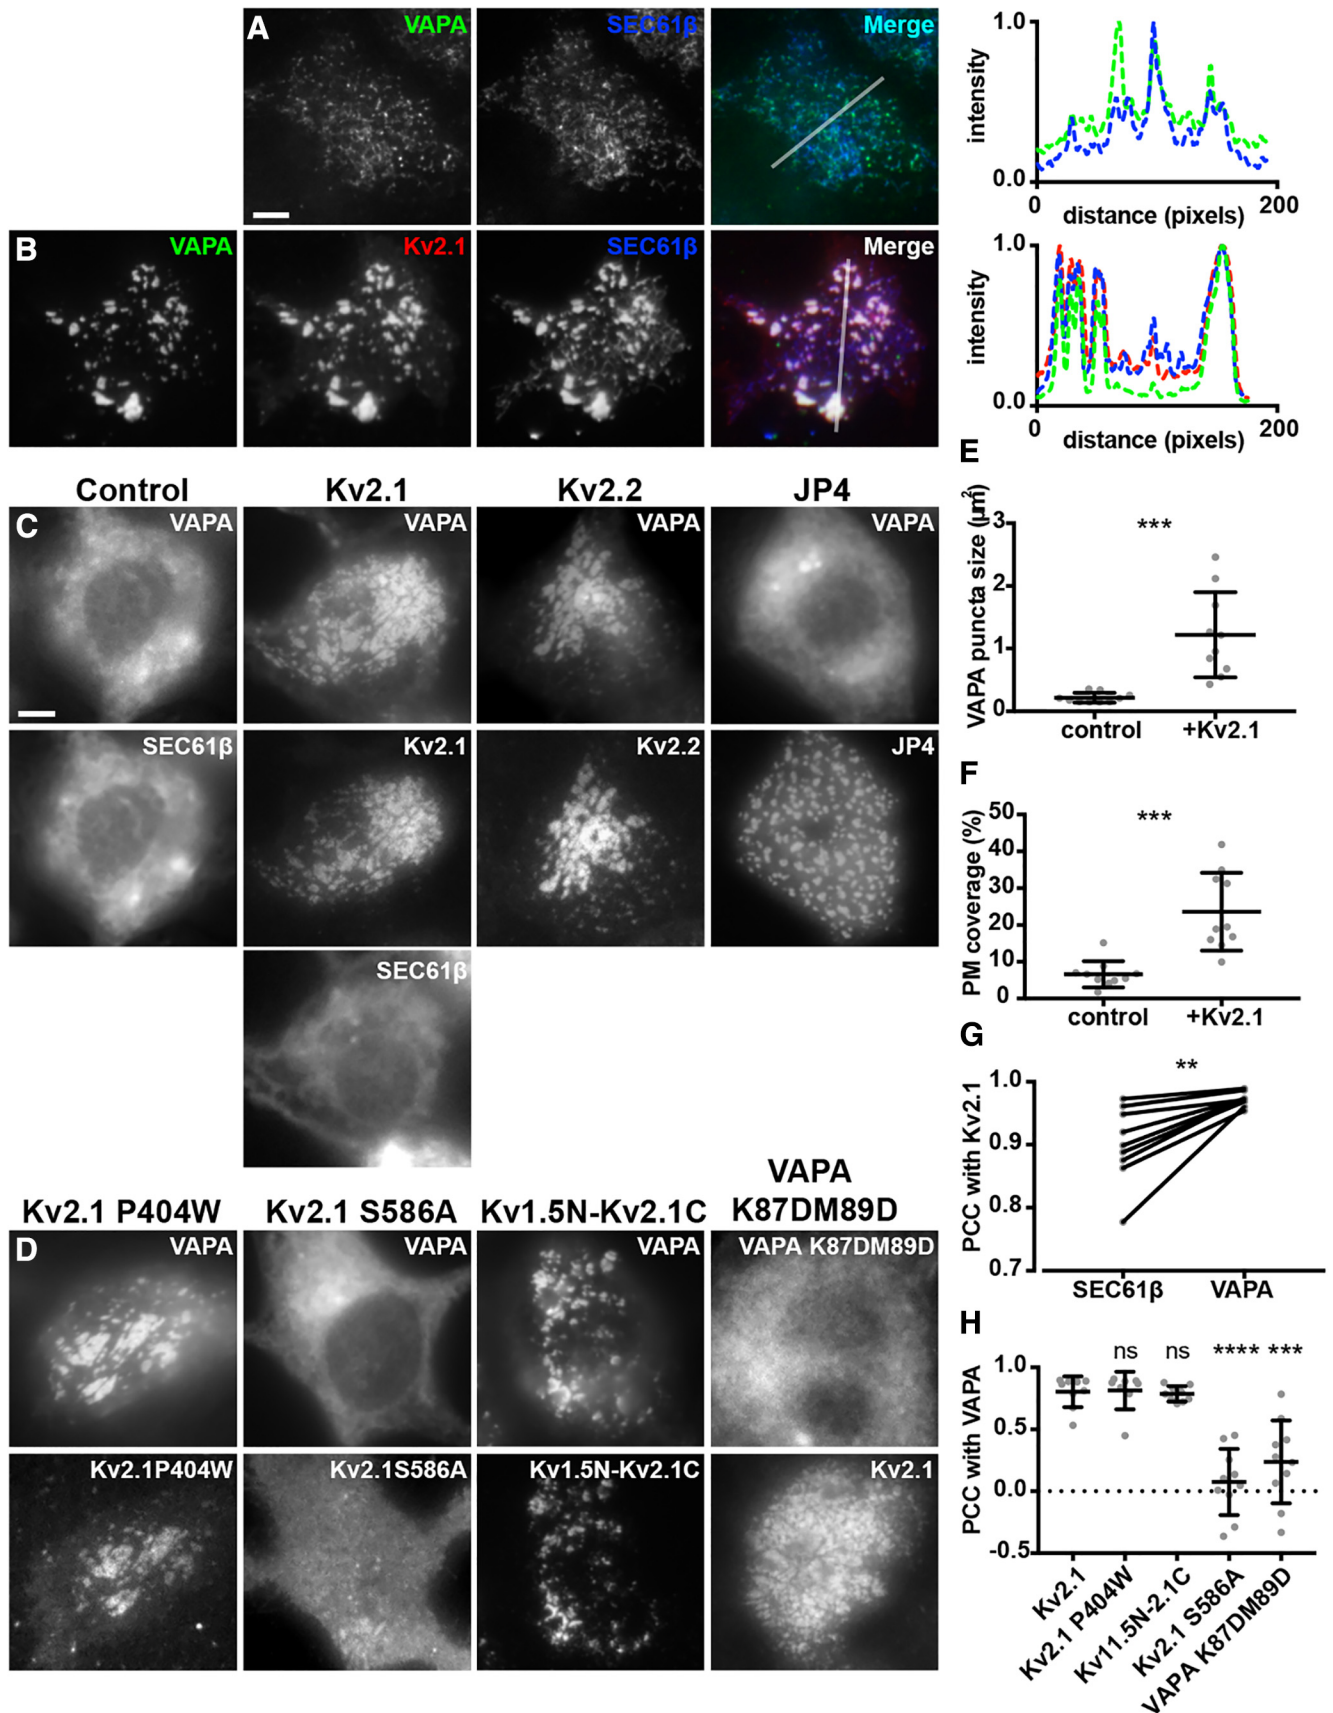 A
VAPA
SEC61β
Merge
1.0
intensity
0.0
0
200
distance (pixels)
B
VAPA
Kv2.1
SEC61β
Merge
1.0
intensity
0.0
0
200
distance (pixels)
Control
Kv2.1
Kv2.2
JP4
C
VAPA
VAPA
VAPA
VAPA
SEC61β
Kv2.1
Kv2.2
JP4
SEC61β
E
VAPA puncta size (µm²)
3
2
1
0
***
control
+Kv2.1
F
PM coverage (%)
50
40
30
20
10
0
***
control
+Kv2.1
G
PCC with Kv2.1
1.0
0.9
0.8
0.7
**
SEC61β
VAPA
Kv2.1 P404W
Kv2.1 S586A
Kv1.5N-Kv2.1C
VAPA
K87DM89D
D
VAPA
VAPA
VAPA
VAPA K87DM89D
Kv2.1P404W
Kv2.1S586A
Kv1.5N-Kv2.1C
Kv2.1
H
PCC with VAPA
1.0
0.5
0.0
-0.5
ns
ns
****
***
Kv2.1
Kv2.1 P404W
Kv11.5N-2.1C
Kv2.1 S586A
VAPA K87DM89D